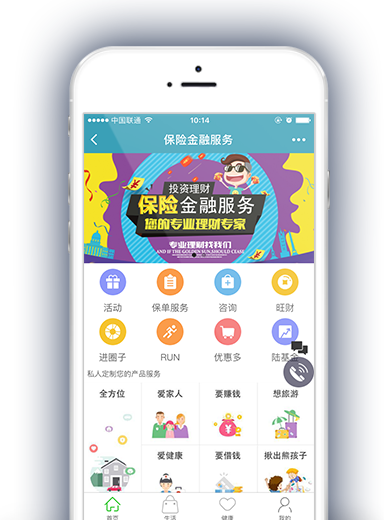 中国联通
10:14
保险金融服务
投资理财
保险金融服务
您的专业理财专家
专业理财找我们
AND IF THE GOLDEN SUN,SHOULD CEASE
活动
保单服务
咨询
旺财
进圈子
RUN
优惠多
陆基金
私人定制您的产品服务
全方位
爱家人
要赚钱
想旅游
爱健康
要借钱
揪出熊孩子
首页
生活
健康
我的